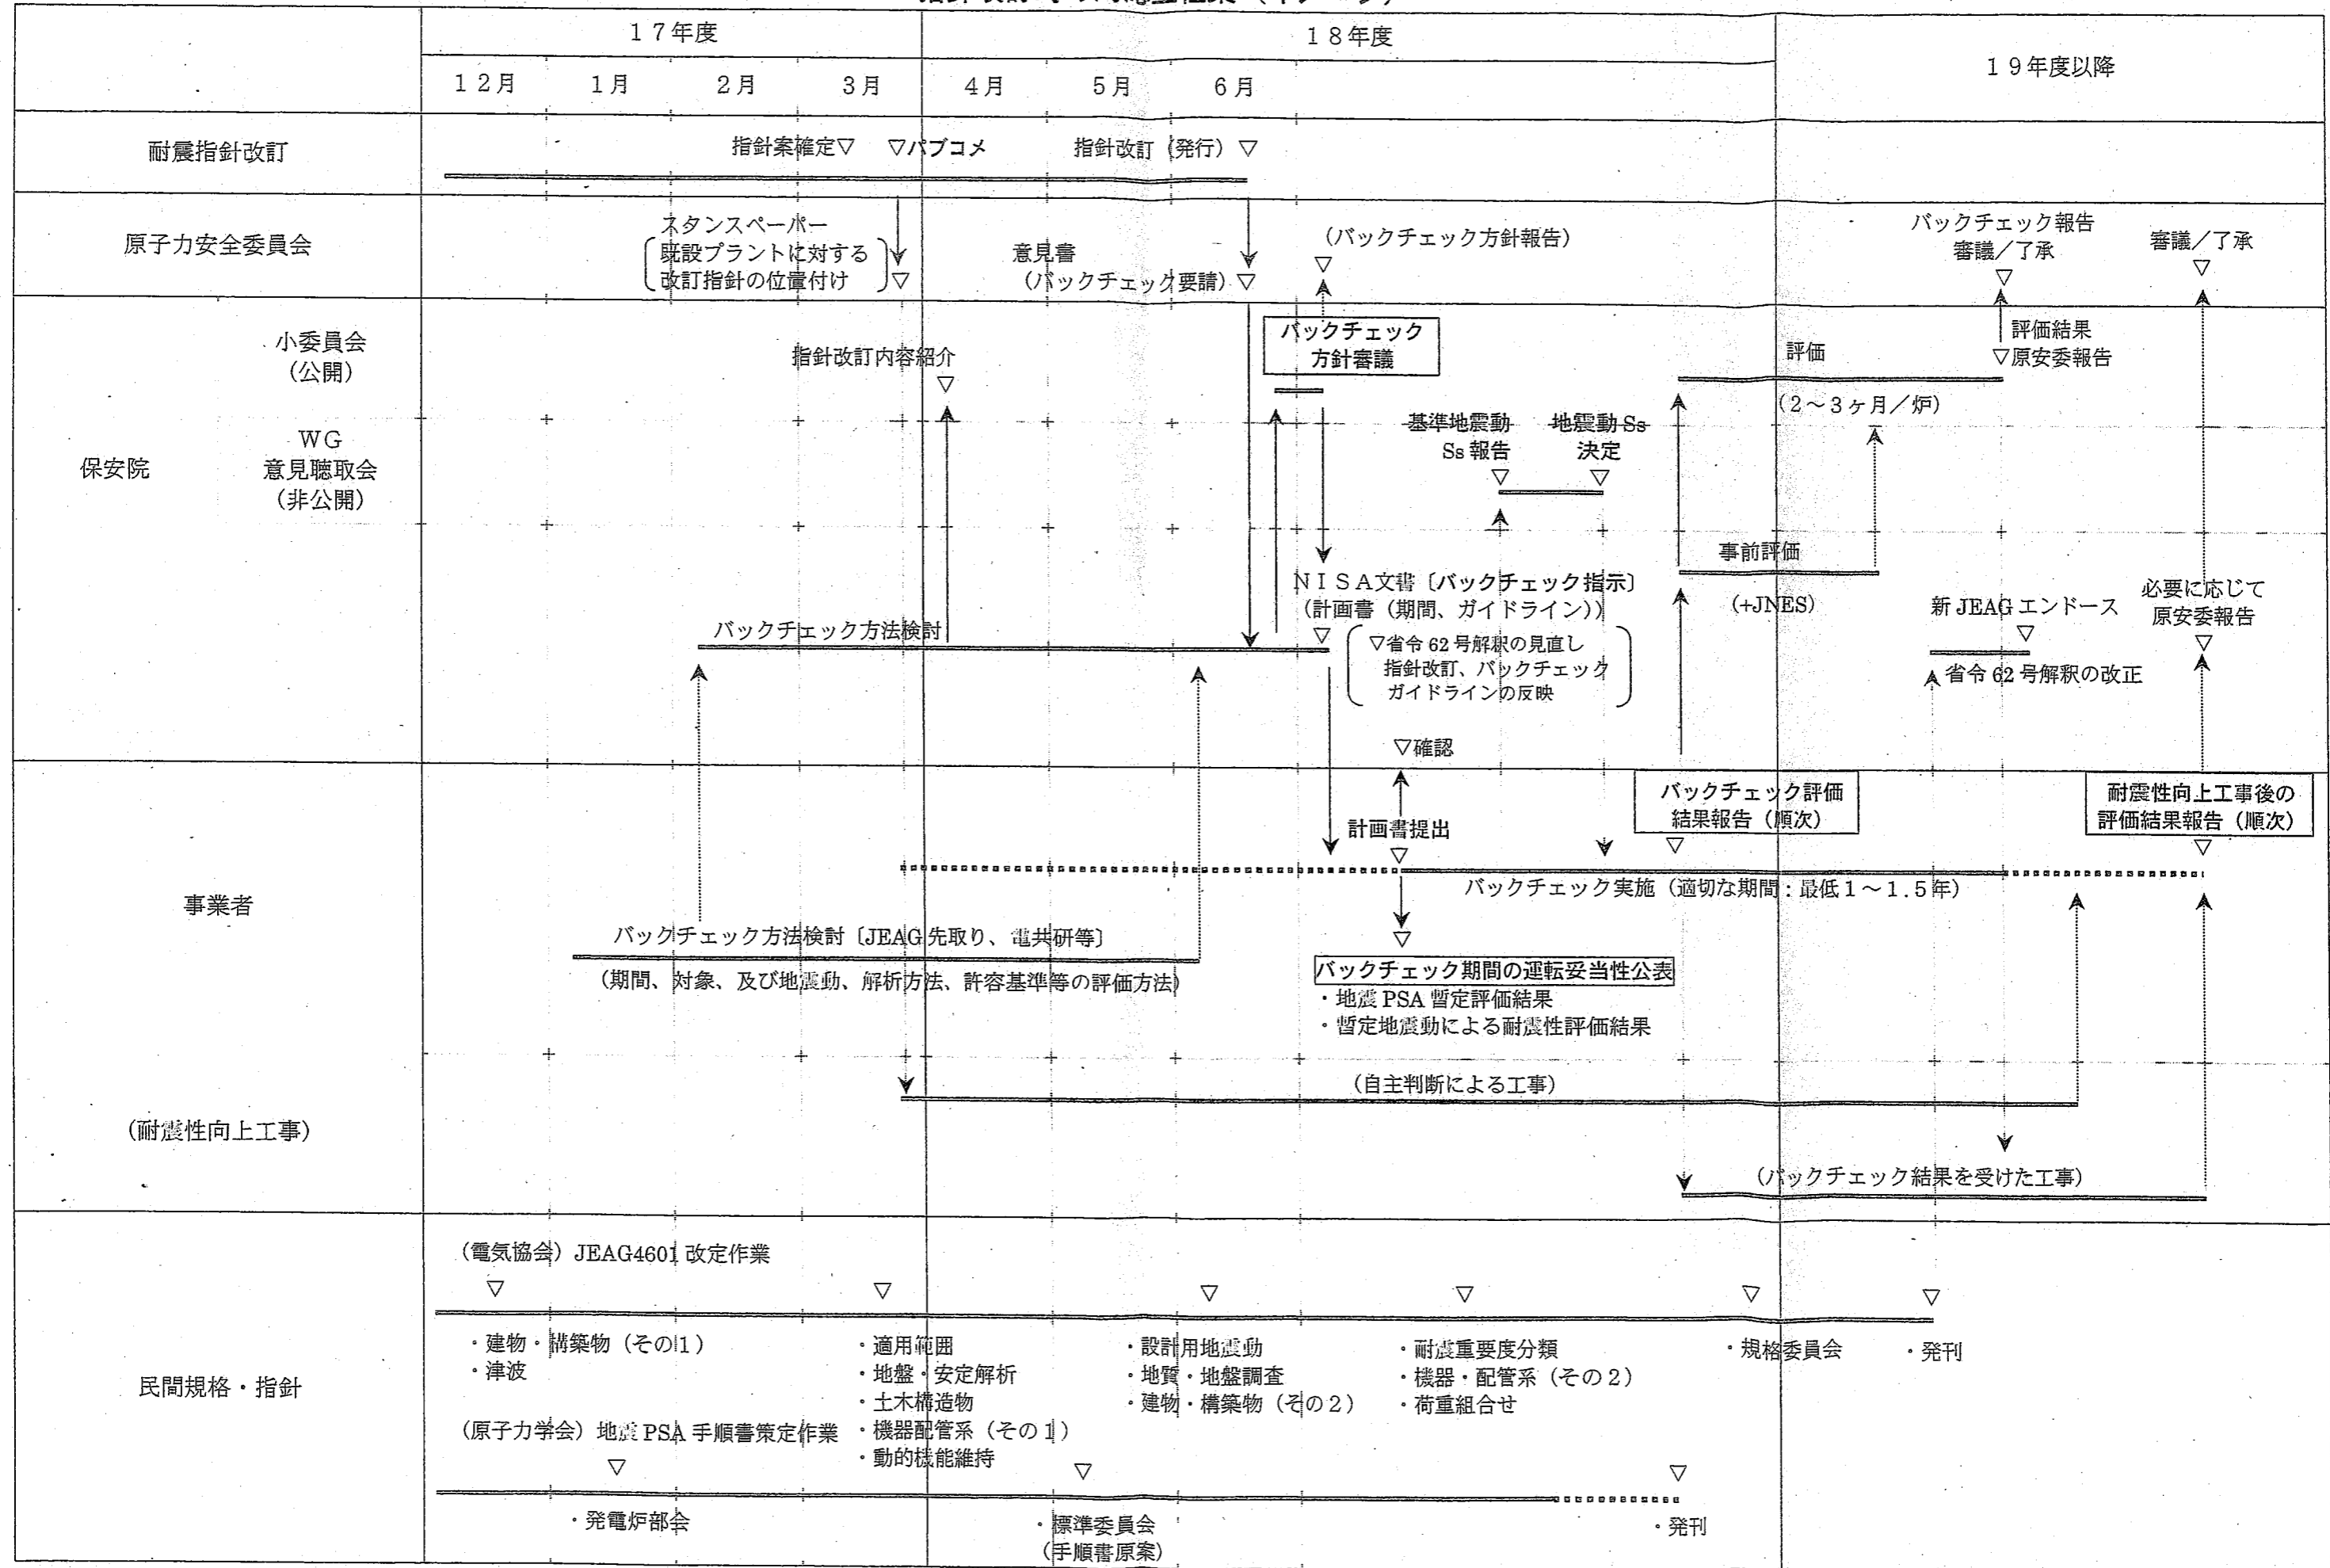 17年度
18年度
19年度以降
12月
1月
2月
3月
4月
5月
6月
耐震指針改訂
指針案確定▽
▽パブコメ
指針改訂（発行）▽
原子力安全委員会
スタンスペーパー
既設プラントに対する
改訂指針の位置付け
▽
意見書
（バックチェック要請）▽
（バックチェック方針報告）
▽
バックチェック報告
審議／了承
▽
審議／了承
▽
保安院
小委員会
（公開）
指針改訂内容紹介
▽
バックチェック
方針審議
評価
（2～3ヶ月／炉）
評価結果
▽原安委報告
WG
意見聴取会
（非公開）
基準地震動
Ss報告
▽
地震動Ss
決定
▽
事前評価
（+JNES）
バックチェック方法検討
NISA文書〔バックチェック指示〕
（計画書（期間、ガイドライン））
▽
▽省令62号解釈の見直し
指針改訂、バックチェック
ガイドラインの反映
新JEAGエンドース
▽
省令62号解釈の改正
必要に応じて
原安委報告
▽
▽確認
事業者
計画書提出
▽
バックチェック評価
結果報告（順次）
▽
耐震性向上工事後の
評価結果報告（順次）
▽
バックチェック実施（適切な期間：最低1～1.5年）
バックチェック方法検討〔JEAG先取り、電共研等〕
（期間、対象、及び地震動、解析方法、許容基準等の評価方法）
▽
バックチェック期間の運転妥当性公表
・地震PSA暫定評価結果
・暫定地震動による耐震性評価結果
（耐震性向上工事）
（自主判断による工事）
（バックチェック結果を受けた工事）
民間規格・指針
（電気協会）JEAG4601改定作業
▽
▽
▽
▽
▽
▽
・建物・構築物（その1）
・津波
・適用範囲
・地盤・安定解析
・土木構造物
・機器配管系（その1）
・動的機能維持
・設計用地震動
・地質・地盤調査
・建物・構築物（その2）
・耐震重要度分類
・機器・配管系（その2）
・荷重組合せ
・規格委員会
・発刊
（原子力学会）地震PSA手順書策定作業
▽
▽
▽
・発電炉部会
・標準委員会
（手順書原案）
・発刊